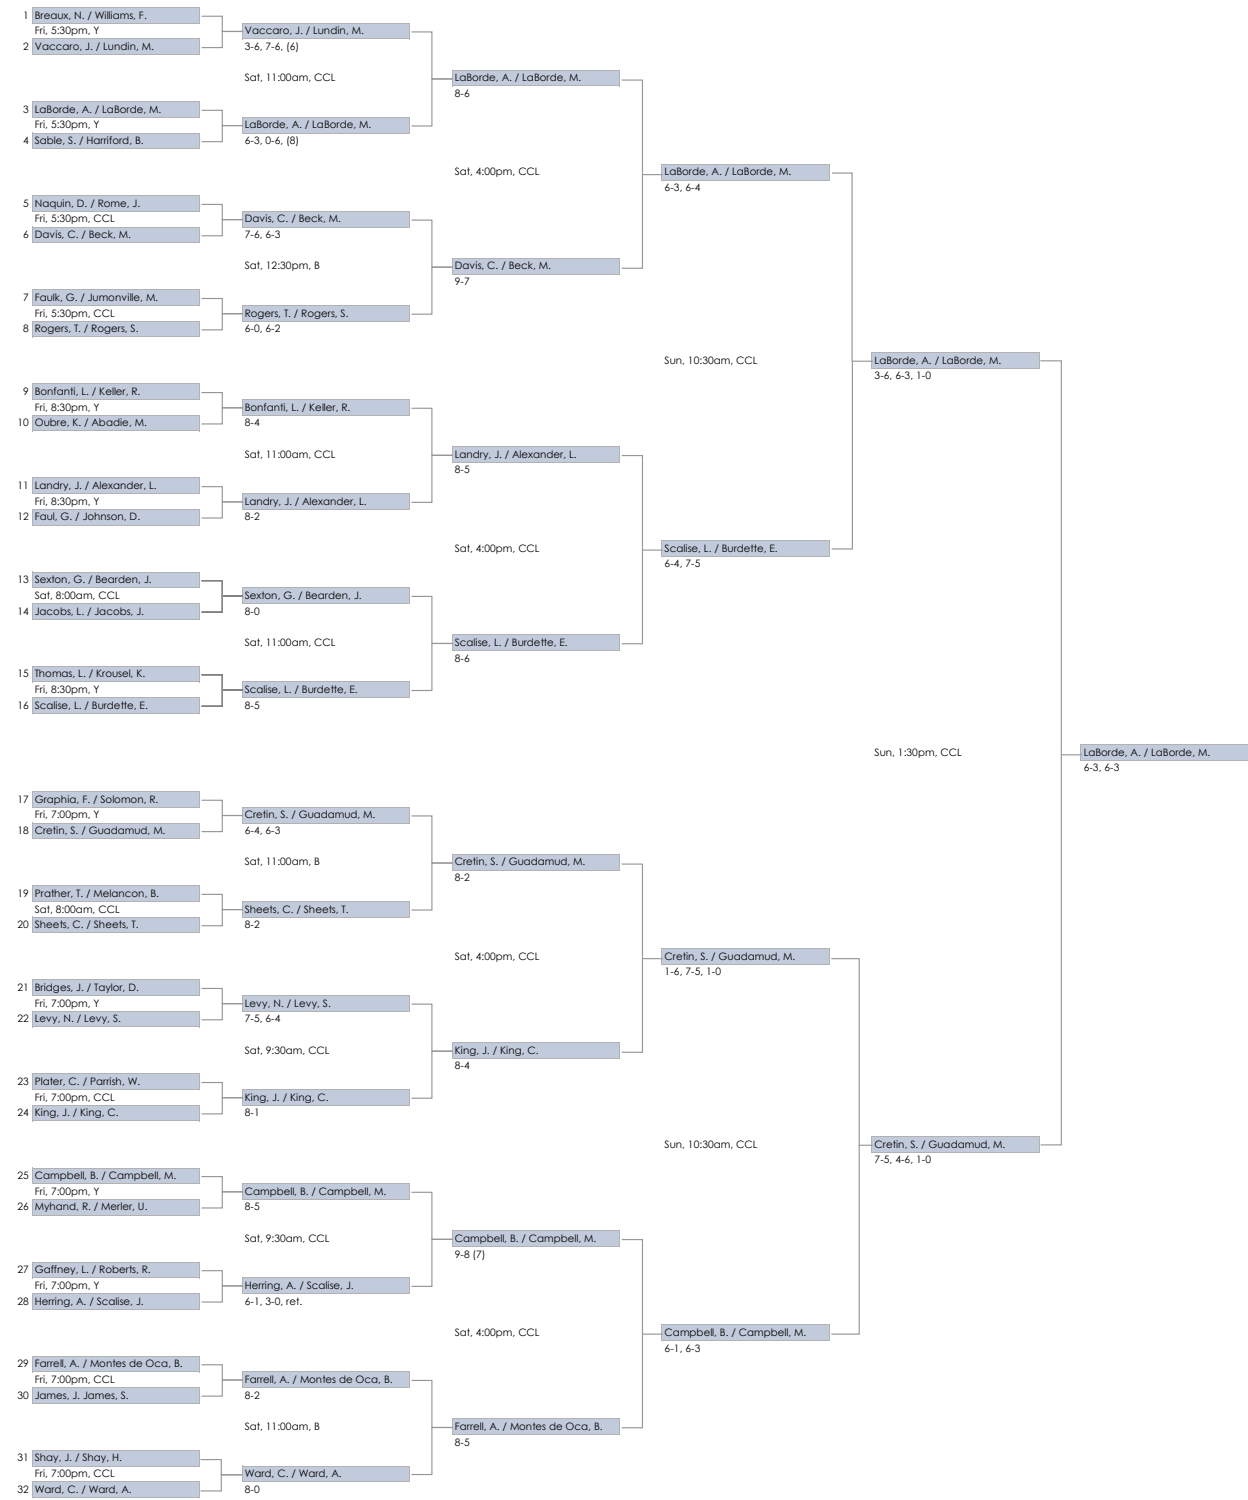 1 Breaux, N. / Williams, F.
Fri, 5:30pm, Y
2 Vaccaro, J. / Lundin, M.
Vaccaro, J. / Lundin, M.
3-6, 7-6, (6)
Sat, 11:00am, CCL
LaBorde, A. / LaBorde, M.
8-6
3 LaBorde, A. / LaBorde, M.
Fri, 5:30pm, Y
4 Sable, S. / Harriford, B.
LaBorde, A. / LaBorde, M.
6-3, 0-6, (8)
Sat, 4:00pm, CCL
LaBorde, A. / LaBorde, M.
6-3, 6-4
5 Naquin, D. / Rome, J.
Fri, 5:30pm, CCL
6 Davis, C. / Beck, M.
Davis, C. / Beck, M.
7-6, 6-3
Sat, 12:30pm, B
Davis, C. / Beck, M.
9-7
7 Faulk, G. / Jumonville, M.
Fri, 5:30pm, CCL
8 Rogers, T. / Rogers, S.
Rogers, T. / Rogers, S.
6-0, 6-2
Sun, 10:30am, CCL
LaBorde, A. / LaBorde, M.
3-6, 6-3, 1-0
9 Bonfanti, L. / Keller, R.
Fri, 8:30pm, Y
10 Oubre, K. / Abadie, M.
Bonfanti, L. / Keller, R.
8-4
Sat, 11:00am, CCL
Landry, J. / Alexander, L.
8-5
11 Landry, J. / Alexander, L.
Fri, 8:30pm, Y
12 Faul, G. / Johnson, D.
Landry, J. / Alexander, L.
8-2
Sat, 4:00pm, CCL
Scalise, L. / Burdette, E.
6-4, 7-5
13 Sexton, G. / Bearden, J.
Sat, 8:00am, CCL
14 Jacobs, L. / Jacobs, J.
Sexton, G. / Bearden, J.
8-0
Sat, 11:00am, CCL
Scalise, L. / Burdette, E.
8-6
15 Thomas, L. / Krousel, K.
Fri, 8:30pm, Y
16 Scalise, L. / Burdette, E.
Scalise, L. / Burdette, E.
8-5
Sun, 1:30pm, CCL
LaBorde, A. / LaBorde, M.
6-3, 6-3
17 Graphia, F. / Solomon, R.
Fri, 7:00pm, Y
18 Cretin, S. / Guadamud, M.
Cretin, S. / Guadamud, M.
6-4, 6-3
Sat, 11:00am, B
Cretin, S. / Guadamud, M.
8-2
19 Prather, T. / Melancon, B.
Sat, 8:00am, CCL
20 Sheets, C. / Sheets, T.
Sheets, C. / Sheets, T.
8-2
Sat, 4:00pm, CCL
Cretin, S. / Guadamud, M.
1-6, 7-5, 1-0
21 Bridges, J. / Taylor, D.
Fri, 7:00pm, Y
22 Levy, N. / Levy, S.
Levy, N. / Levy, S.
7-5, 6-4
Sat, 9:30am, CCL
King, J. / King, C.
8-4
23 Plater, C. / Parrish, W.
Fri, 7:00pm, CCL
24 King, J. / King, C.
King, J. / King, C.
8-1
Sun, 10:30am, CCL
Cretin, S. / Guadamud, M.
7-5, 4-6, 1-0
25 Campbell, B. / Campbell, M.
Fri, 7:00pm, Y
26 Myhand, R. / Merler, U.
Campbell, B. / Campbell, M.
8-5
Sat, 9:30am, CCL
Campbell, B. / Campbell, M.
9-8 (7)
27 Gaffney, L. / Roberts, R.
Fri, 7:00pm, Y
28 Herring, A. / Scalise, J.
Herring, A. / Scalise, J.
6-1, 3-0, ret.
Sat, 4:00pm, CCL
Campbell, B. / Campbell, M.
6-1, 6-3
29 Farrell, A. / Montes de Oca, B.
Fri, 7:00pm, CCL
30 James, J. James, S.
Farrell, A. / Montes de Oca, B.
8-2
Sat, 11:00am, B
Farrell, A. / Montes de Oca, B.
8-5
31 Shay, J. / Shay, H.
Fri, 7:00pm, CCL
32 Ward, C. / Ward, A.
Ward, C. / Ward, A.
8-0